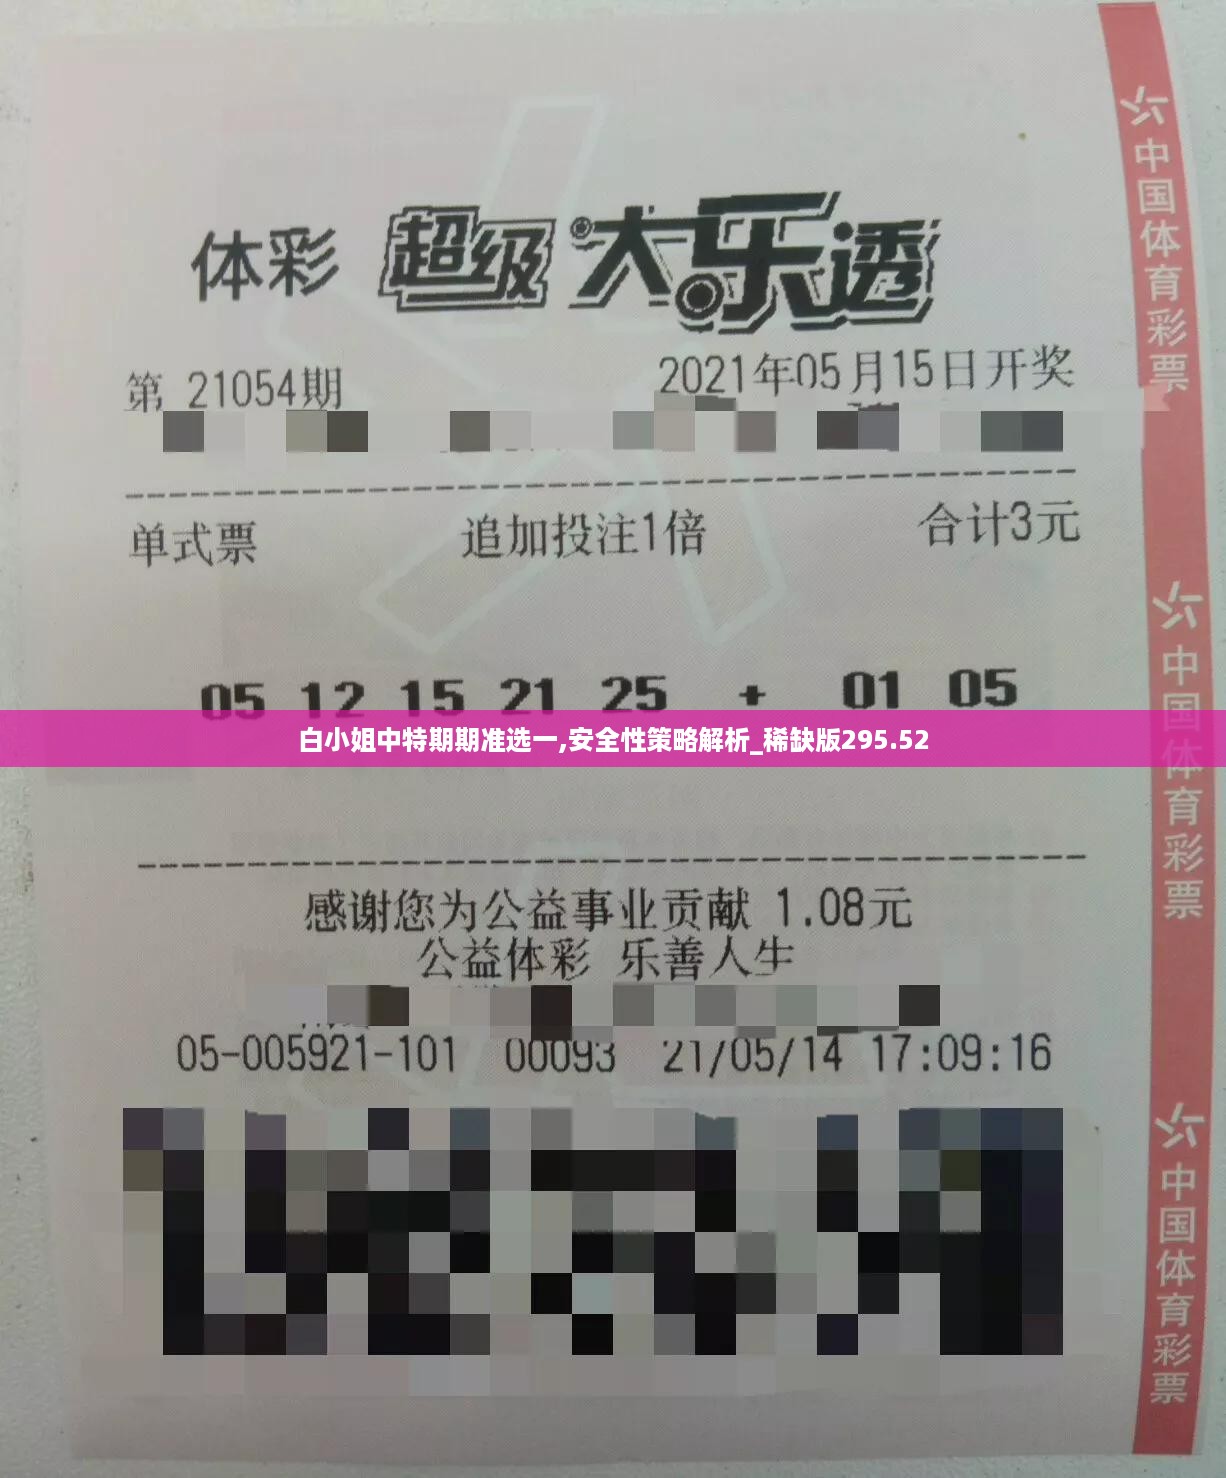 体彩 超级大乐透
第 21054期 2021年05月15日开奖
单式票 追加投注1倍 合计3元
05 12 15 21 25 + 01 05
白小姐中特期期准选一,安全性策略解析_稀缺版295.52
感谢您为公益事业贡献 1.08元
公益体彩 乐善人生
05-005921-101 00093 21/05/14 17:09:16
中国体育彩票
中国体育彩票
中国体育彩票